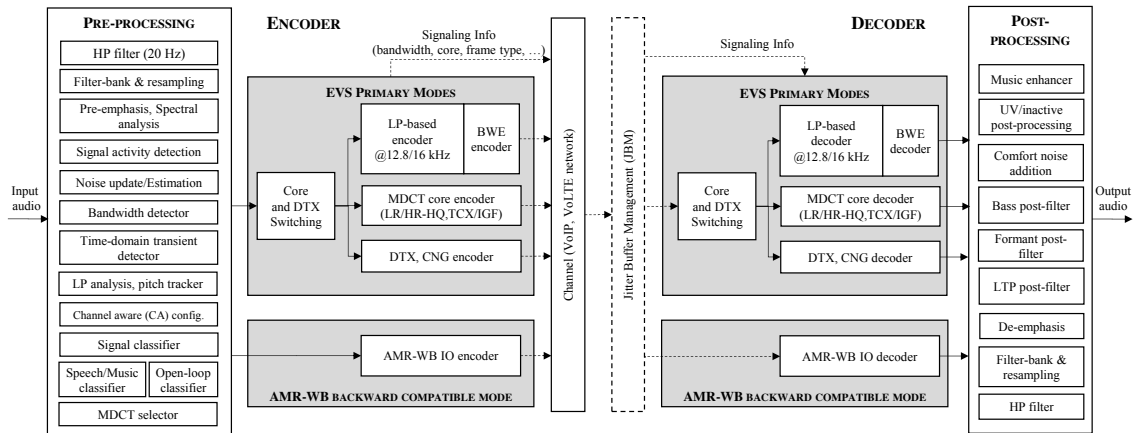 PRE-PROCESSING
HP filter (20 Hz)
Filter-bank & resampling
Pre-emphasis, Spectral
analysis
Signal activity detection
Noise update/Estimation
Bandwidth detector
Time-domain transient
detector
LP analysis, pitch tracker
Channel aware (CA) config.
Signal classifier
Speech/Music
classifier
Open-loop
classifier
MDCT selector
Input
audio
ENCODER
Signaling Info
(bandwidth, core, frame type, …)
EVS PRIMARY MODES
Core
and DTX
Switching
LP-based
encoder
@12.8/16 kHz
BWE
encoder
MDCT core encoder
(LR/HR-HQ,TCX/IGF)
DTX, CNG encoder
AMR-WB IO encoder
AMR-WB BACKWARD COMPATIBLE MODE
Channel (VoIP, VoLTE network)
Jitter Buffer Management (JBM)
DECODER
Signaling Info
EVS PRIMARY MODES
Core
and DTX
Switching
LP-based
decoder
@12.8/16 kHz
BWE
decoder
MDCT core decoder
(LR/HR-HQ,TCX/IGF)
DTX, CNG decoder
AMR-WB IO decoder
AMR-WB BACKWARD COMPATIBLE MODE
POST-
PROCESSING
Music enhancer
UV/inactive
post-processing
Comfort noise
addition
Bass post-filter
Formant post-
filter
LTP post-filter
De-emphasis
Filter-bank &
resampling
HP filter
Output
audio